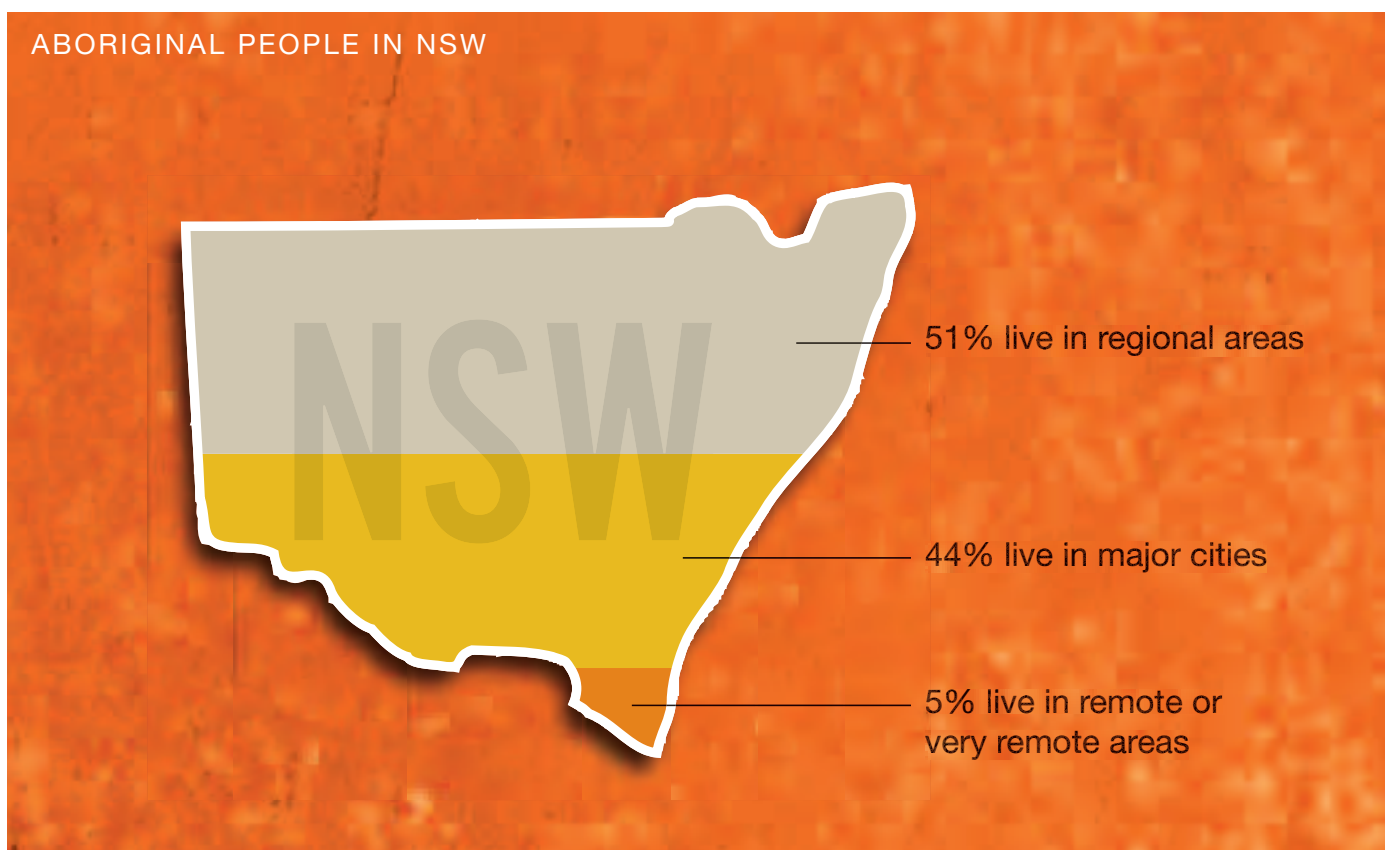 ABORIGINAL PEOPLE IN NSW
NSW
51% live in regional areas
44% live in major cities
5% live in remote or
very remote areas